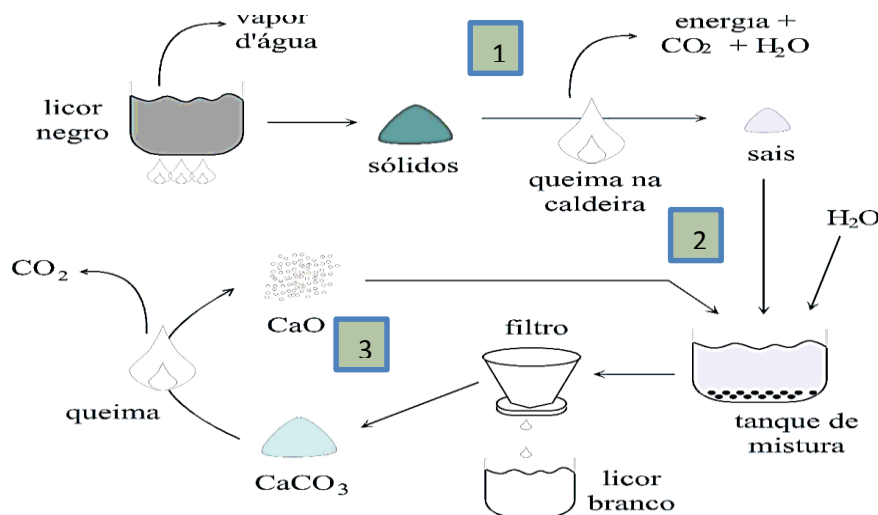 vapor
d'água
1
energia +
CO₂ + H₂O
licor
negro
sólidos
queima na
caldeira
sais
2
H₂O
CO₂
CaO
3
filtro
queima
CaCO₃
tanque de
mistura
licor
branco